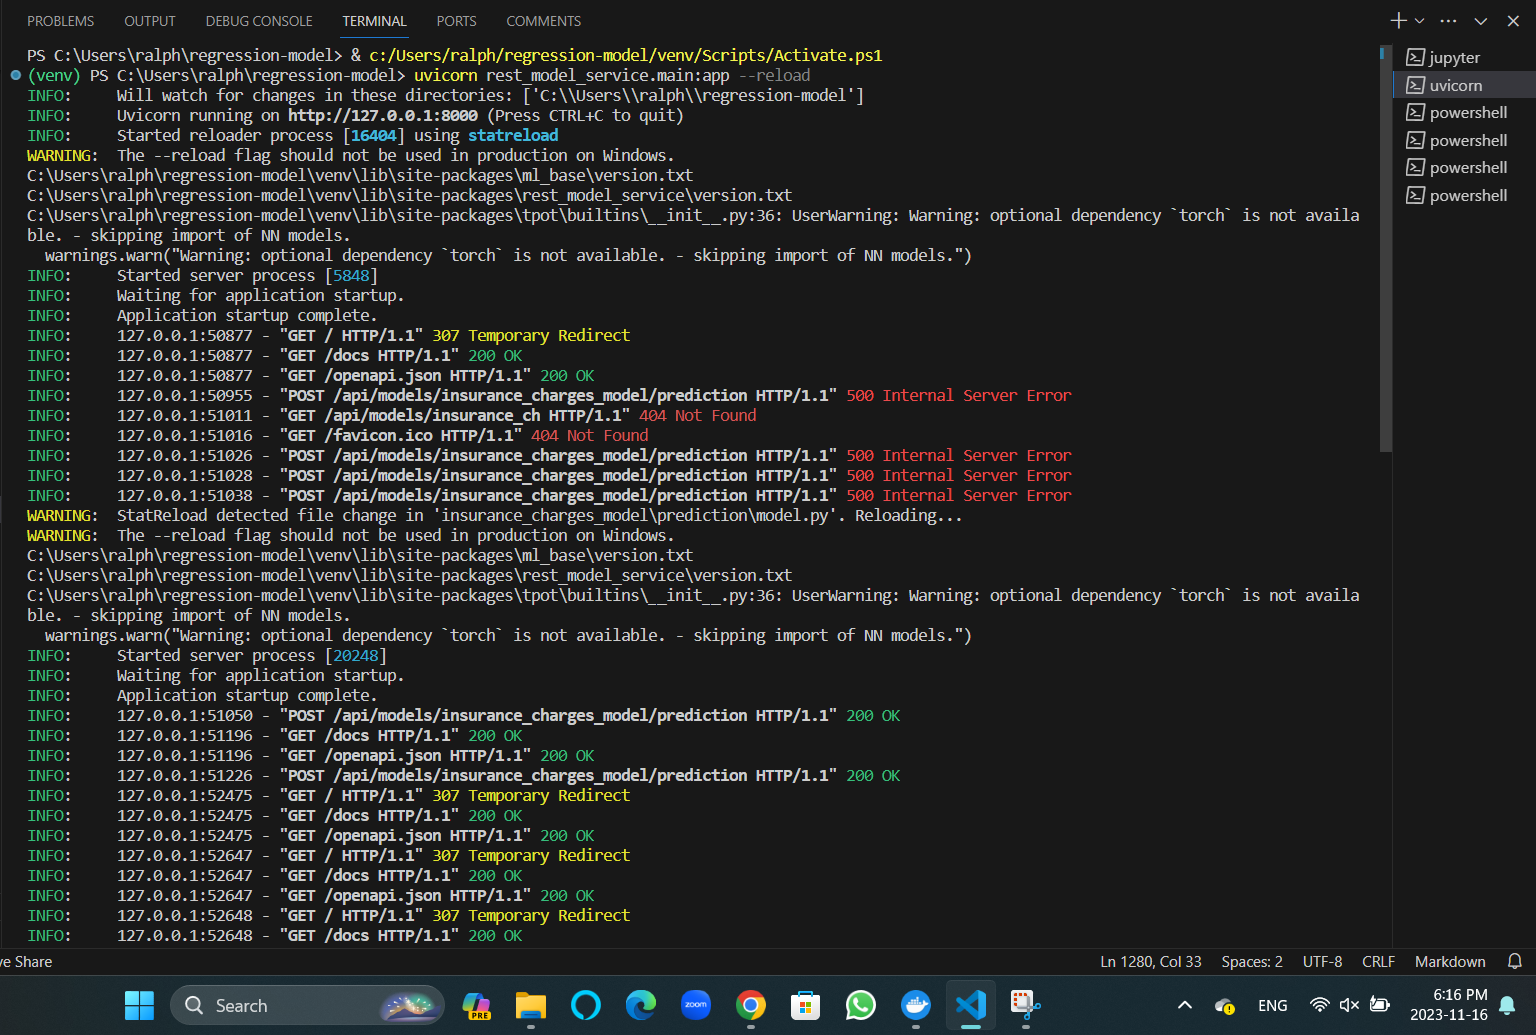 PROBLEMS OUTPUT DEBUG CONSOLE TERMINAL PORTS COMMENTS
PS C:\Users\ralph\regression-model> & c:/Users/ralph/regression-model/venv/Scripts/Activate.ps1
(venv) PS C:\Users\ralph\regression-model> uvicorn rest_model_service.main:app --reload
INFO:     Will watch for changes in these directories: ['C:\\Users\\ralph\\regression-model']
INFO:     Uvicorn running on http://127.0.0.1:8000 (Press CTRL+C to quit)
INFO:     Started reloader process [16404] using statreload
WARNING:  The --reload flag should not be used in production on Windows.
C:\Users\ralph\regression-model\venv\lib\site-packages\ml_base\version.txt
C:\Users\ralph\regression-model\venv\lib\site-packages\rest_model_service\version.txt
C:\Users\ralph\regression-model\venv\lib\site-packages\tpot\builtins\__init__.py:36: UserWarning: Warning: optional dependency `torch` is not availa
ble. - skipping import of NN models.
  warnings.warn("Warning: optional dependency `torch` is not available. - skipping import of NN models.")
INFO:     Started server process [5848]
INFO:     Waiting for application startup.
INFO:     Application startup complete.
INFO:     127.0.0.1:50877 - "GET / HTTP/1.1" 307 Temporary Redirect
INFO:     127.0.0.1:50877 - "GET /docs HTTP/1.1" 200 OK
INFO:     127.0.0.1:50877 - "GET /openapi.json HTTP/1.1" 200 OK
INFO:     127.0.0.1:50955 - "POST /api/models/insurance_charges_model/prediction HTTP/1.1" 500 Internal Server Error
INFO:     127.0.0.1:51011 - "GET /api/models/insurance_ch HTTP/1.1" 404 Not Found
INFO:     127.0.0.1:51016 - "GET /favicon.ico HTTP/1.1" 404 Not Found
INFO:     127.0.0.1:51026 - "POST /api/models/insurance_charges_model/prediction HTTP/1.1" 500 Internal Server Error
INFO:     127.0.0.1:51028 - "POST /api/models/insurance_charges_model/prediction HTTP/1.1" 500 Internal Server Error
INFO:     127.0.0.1:51038 - "POST /api/models/insurance_charges_model/prediction HTTP/1.1" 500 Internal Server Error
WARNING:  StatReload detected file change in 'insurance_charges_model\prediction\model.py'. Reloading...
WARNING:  The --reload flag should not be used in production on Windows.
C:\Users\ralph\regression-model\venv\lib\site-packages\ml_base\version.txt
C:\Users\ralph\regression-model\venv\lib\site-packages\rest_model_service\version.txt
C:\Users\ralph\regression-model\venv\lib\site-packages\tpot\builtins\__init__.py:36: UserWarning: Warning: optional dependency `torch` is not availa
ble. - skipping import of NN models.
  warnings.warn("Warning: optional dependency `torch` is not available. - skipping import of NN models.")
INFO:     Started server process [20248]
INFO:     Waiting for application startup.
INFO:     Application startup complete.
INFO:     127.0.0.1:51050 - "POST /api/models/insurance_charges_model/prediction HTTP/1.1" 200 OK
INFO:     127.0.0.1:51196 - "GET /docs HTTP/1.1" 200 OK
INFO:     127.0.0.1:51196 - "GET /openapi.json HTTP/1.1" 200 OK
INFO:     127.0.0.1:51226 - "POST /api/models/insurance_charges_model/prediction HTTP/1.1" 200 OK
INFO:     127.0.0.1:52475 - "GET / HTTP/1.1" 307 Temporary Redirect
INFO:     127.0.0.1:52475 - "GET /docs HTTP/1.1" 200 OK
INFO:     127.0.0.1:52475 - "GET /openapi.json HTTP/1.1" 200 OK
INFO:     127.0.0.1:52647 - "GET / HTTP/1.1" 307 Temporary Redirect
INFO:     127.0.0.1:52647 - "GET /docs HTTP/1.1" 200 OK
INFO:     127.0.0.1:52647 - "GET /openapi.json HTTP/1.1" 200 OK
INFO:     127.0.0.1:52648 - "GET / HTTP/1.1" 307 Temporary Redirect
INFO:     127.0.0.1:52648 - "GET /docs HTTP/1.1" 200 OK
jupyter
uvicorn
powershell
powershell
powershell
powershell
ve Share Ln 1280, Col 33 Spaces: 2 UTF-8 CRLF Markdown
Search PRE zoom ENG 6:16 PM
2023-11-16